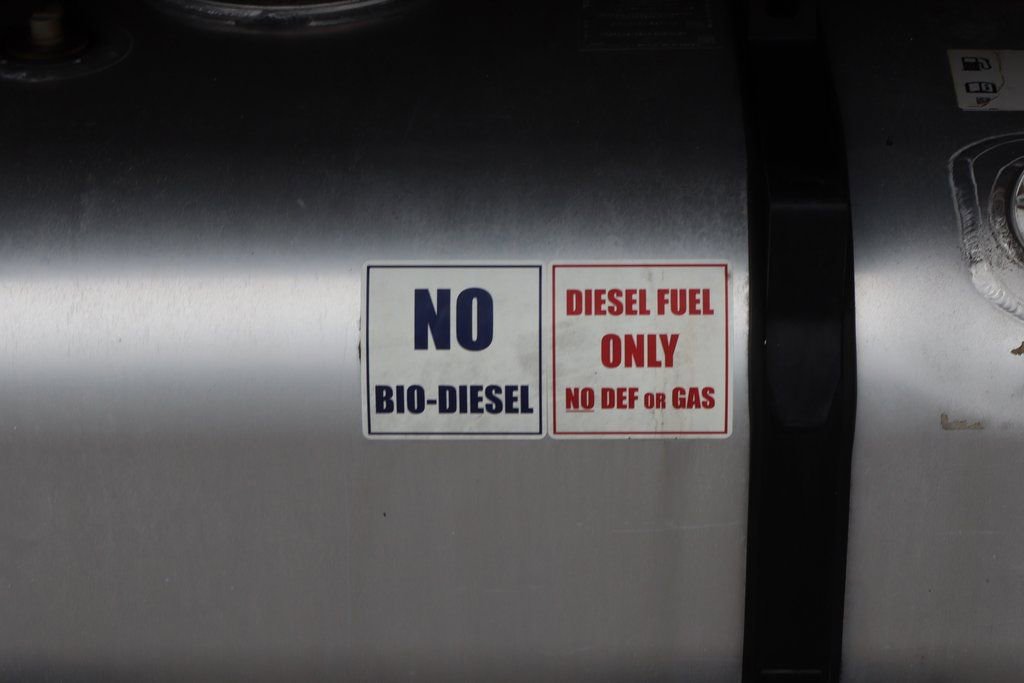 NO
BIO-DIESEL
DIESEL FUEL
ONLY
NO DEF OR GAS